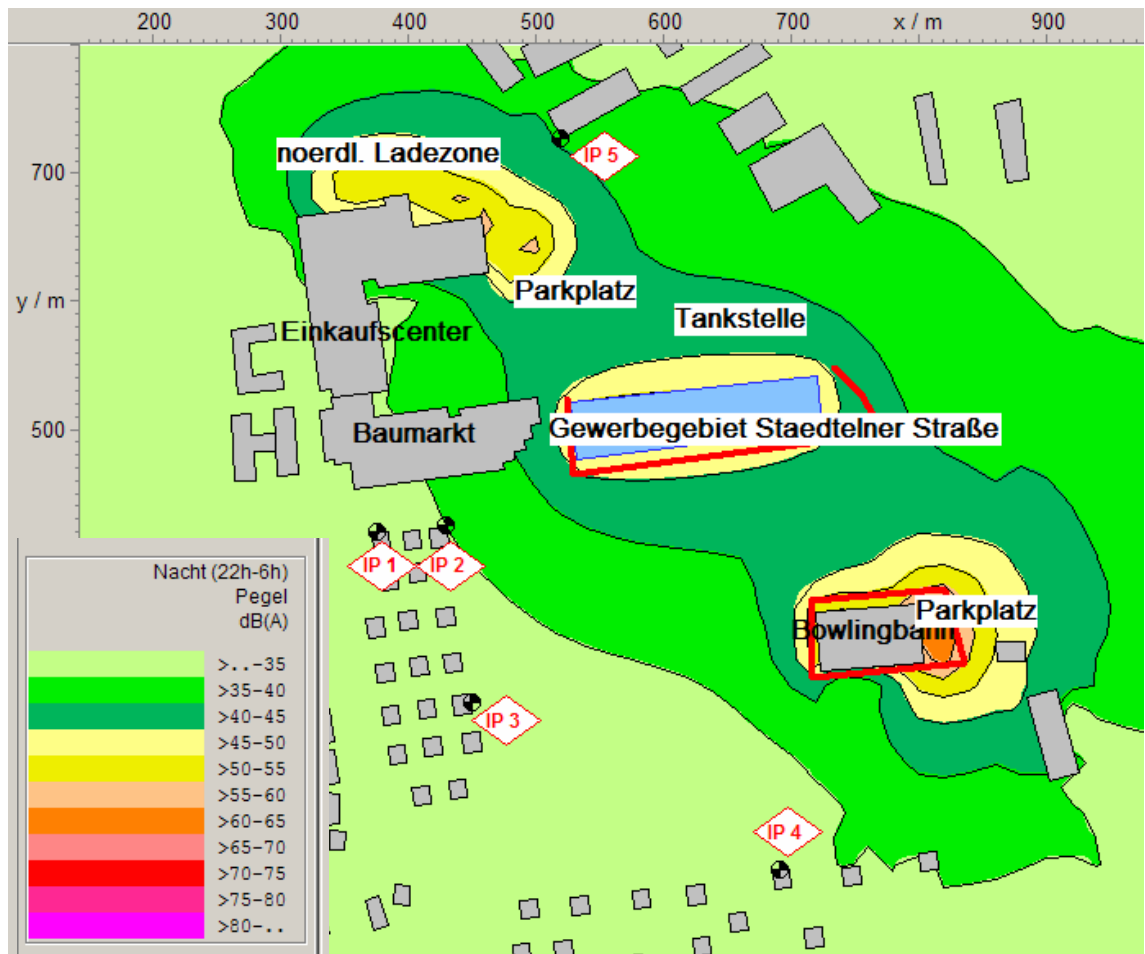 200 300 400 500 600 700 x / m 900
700
y / m
500
noerdl. Ladezone
IP 5
Parkplatz
Tankstelle
Einkaufscenter
Baumarkt
Gewerbegebiet Staedtelner Straße
IP 1
IP 2
Parkplatz
Bowlingbahn
IP 3
IP 4
Nacht (22h-6h)
Pegel
dB(A)
>..-35
>35-40
>40-45
>45-50
>50-55
>55-60
>60-65
>65-70
>70-75
>75-80
>80-..